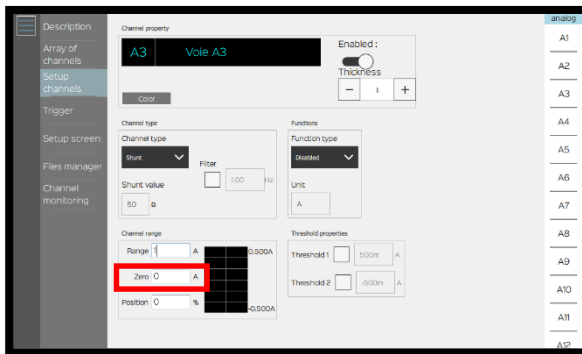 Description
Array of
channels
Setup
channels
Trigger
Setup screen
Files manager
Channel
monitoring
Channel property
A3 Voie A3
Enabled :
Thickness
− 1 +
Color
Channel type
Channel type
Shunt
Filter
1.00 Hz
Shunt value
50 Ω
Functions
Function type
Disabled
Unit
A
Channel range
Range 1 A
Zero 0 A
Position 0 %
0.500A
-0.500A
Threshold properties
Threshold 1 500m A
Threshold 2 -500m A
analog
A1
A2
A3
A4
A5
A6
A7
A8
A9
A10
A11
A12